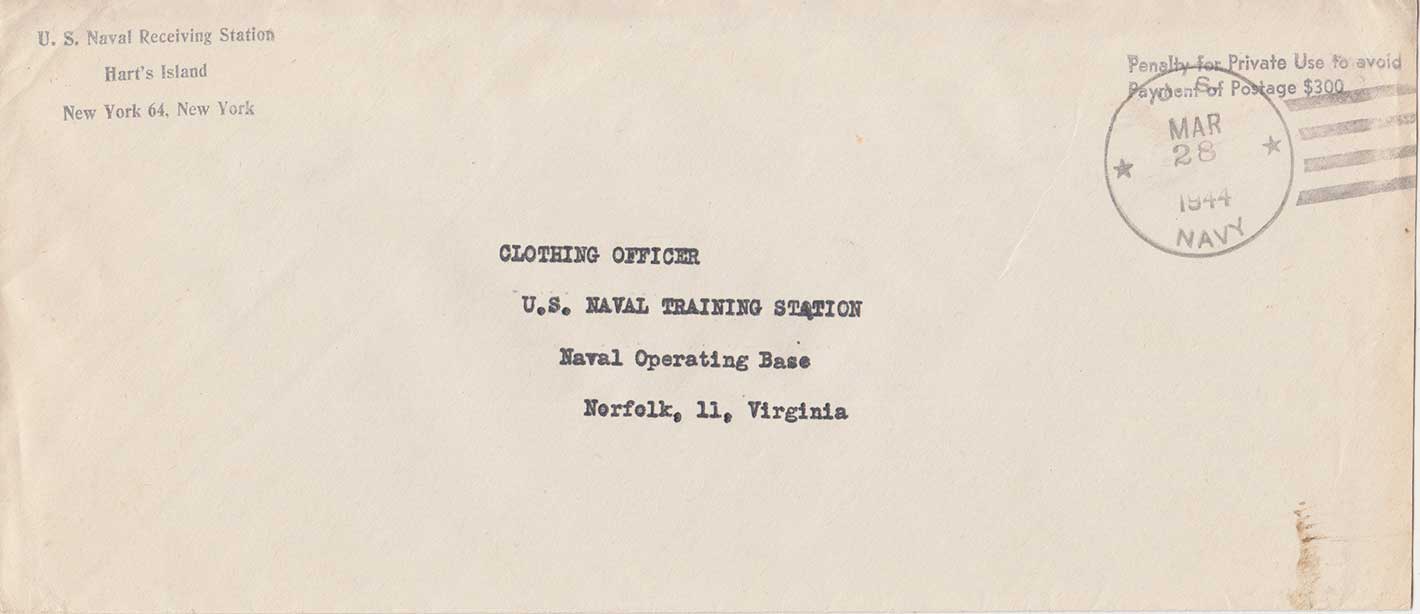 U. S. Naval Receiving Station
Hart's Island
New York 64, New York
Penalty for Private Use to avoid
Payment of Postage $300
U. S.
MAR
28
1944
NAVY
CLOTHING OFFICER
U.S. NAVAL TRAINING STATION
Naval Operating Base
Norfolk, 11, Virginia